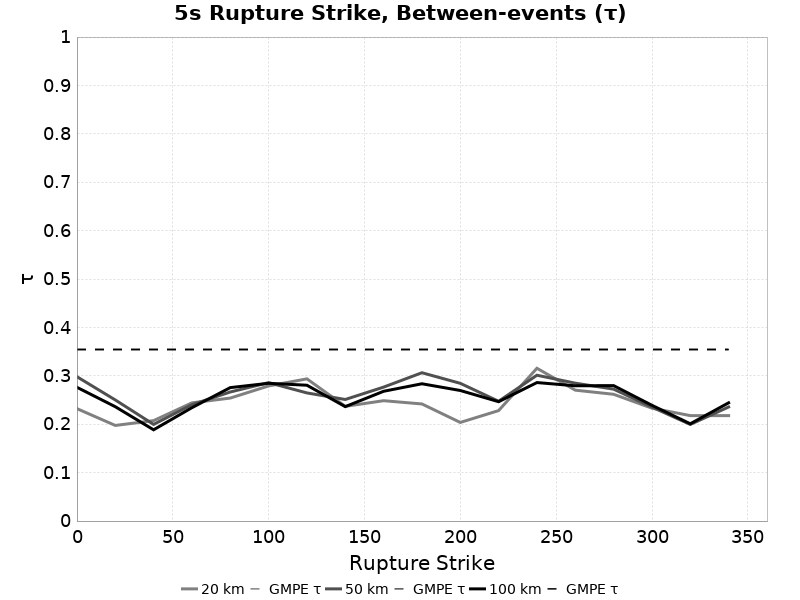 5s Rupture Strike, Between-events (τ)
1
0.9
0.8
0.7
0.6
0.5
0.4
0.3
0.2
0.1
0
τ
0 50 100 150 200 250 300 350
Rupture Strike
20 km GMPE τ 50 km GMPE τ 100 km GMPE τ